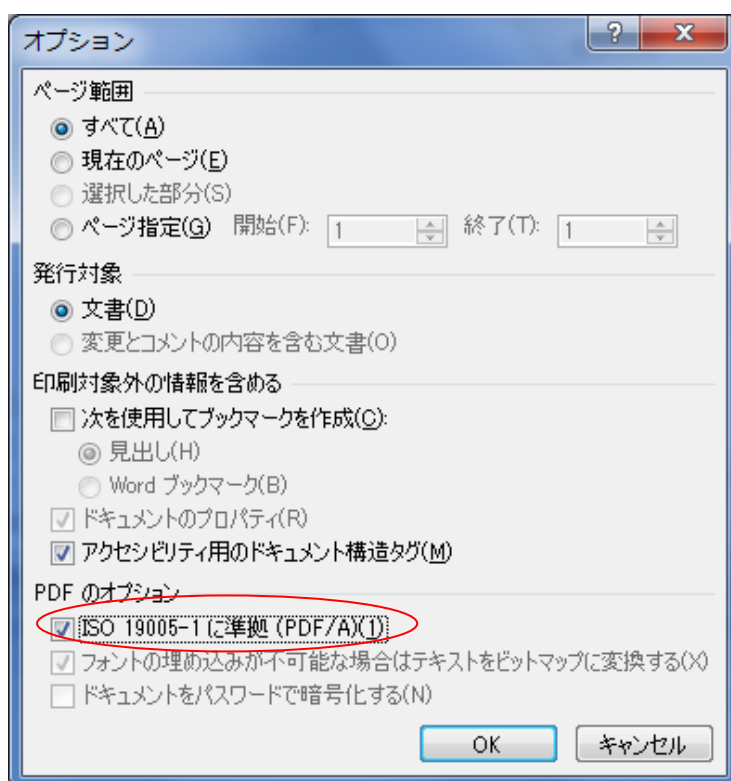 オプション
ページ範囲
すべて(A)
現在のページ(E)
選択した部分(S)
ページ指定(G) 開始(F): 1 終了(T): 1
発行対象
文書(D)
変更とコメントの内容を含む文書(O)
印刷対象外の情報を含める
次を使用してブックマークを作成(C):
見出し(H)
Word ブックマーク(B)
ドキュメントのプロパティ(R)
アクセシビリティ用のドキュメント構造タグ(M)
PDF のオプション
ISO 19005-1 に準拠 (PDF/A)(1)
フォントの埋め込みが不可能な場合はテキストをビットマップに変換する(X)
ドキュメントをパスワードで暗号化する(N)
OK キャンセル